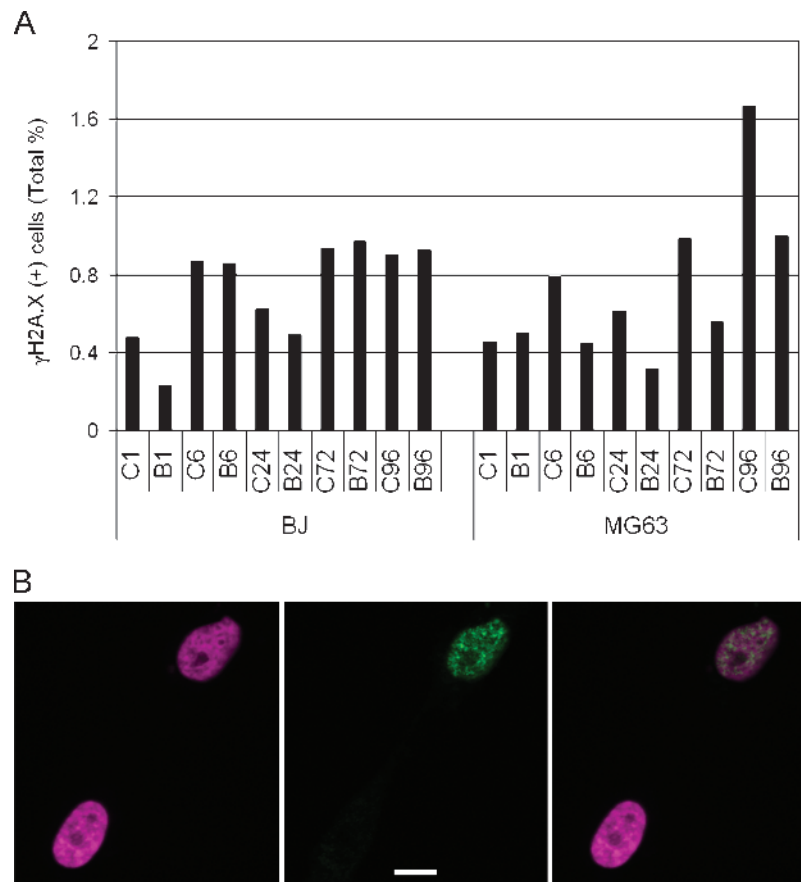 A
2
1.6
1.2
0.8
0.4
0
γH2A.X (+) cells (Total %)
C1 B1 C6 B6 C24 B24 C72 B72 C96 B96 C1 B1 C6 B6 C24 B24 C72 B72 C96 B96
BJ MG63
B